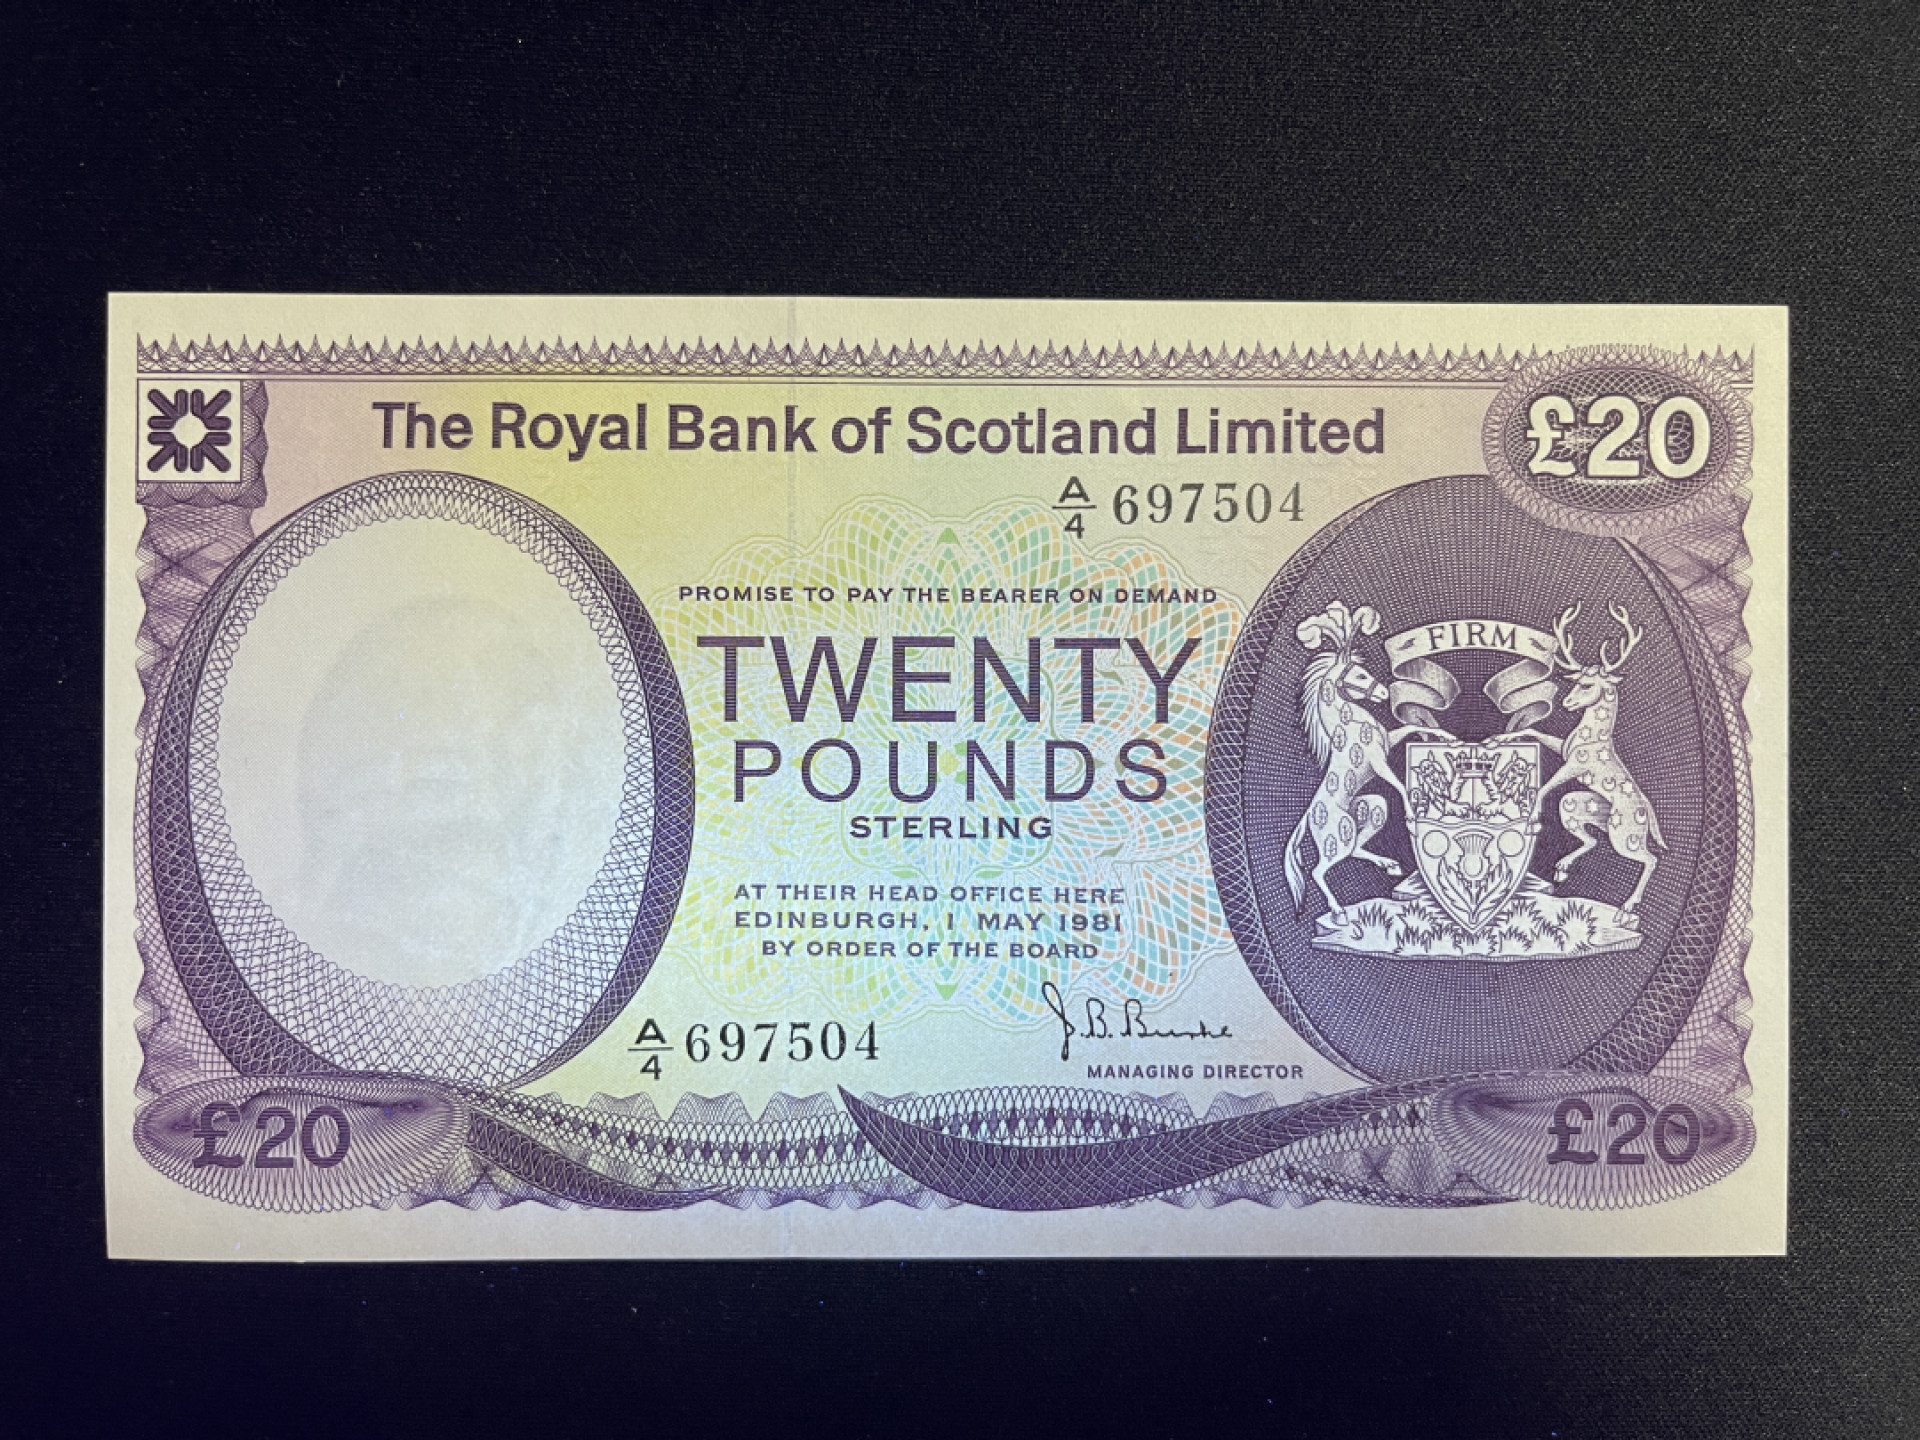 The Royal Bank of Scotland Limited
£20
A/4 697504
PROMISE TO PAY THE BEARER ON DEMAND
TWENTY
POUNDS
STERLING
FIRM
AT THEIR HEAD OFFICE HERE
EDINBURGH, 1 MAY 1981
BY ORDER OF THE BOARD
A/4 697504
J.B. Burke
MANAGING DIRECTOR
£20
£20